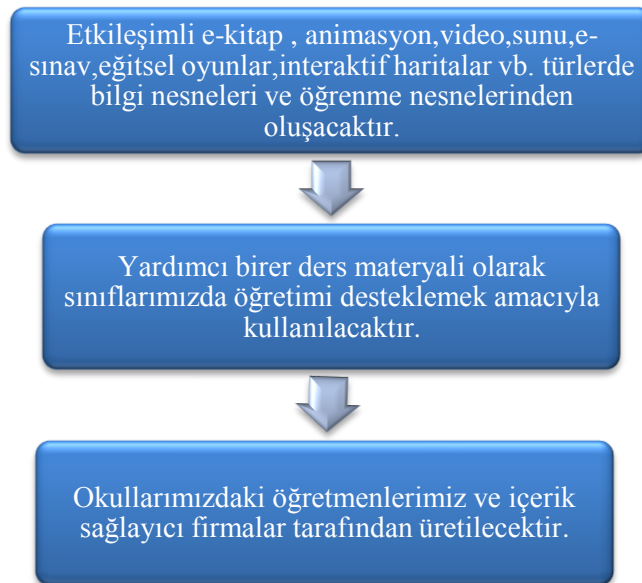 Etkileşimli e-kitap , animasyon,video,sunu,e-
sınav,eğitsel oyunlar,interaktif haritalar vb. türlerde
bilgi nesneleri ve öğrenme nesnelerinden
oluşacaktır.
Yardımcı birer ders materyali olarak
sınıflarımızda öğretimi desteklemek amacıyla
kullanılacaktır.
Okullarımızdaki öğretmenlerimiz ve içerik
sağlayıcı firmalar tarafından üretilecektir.